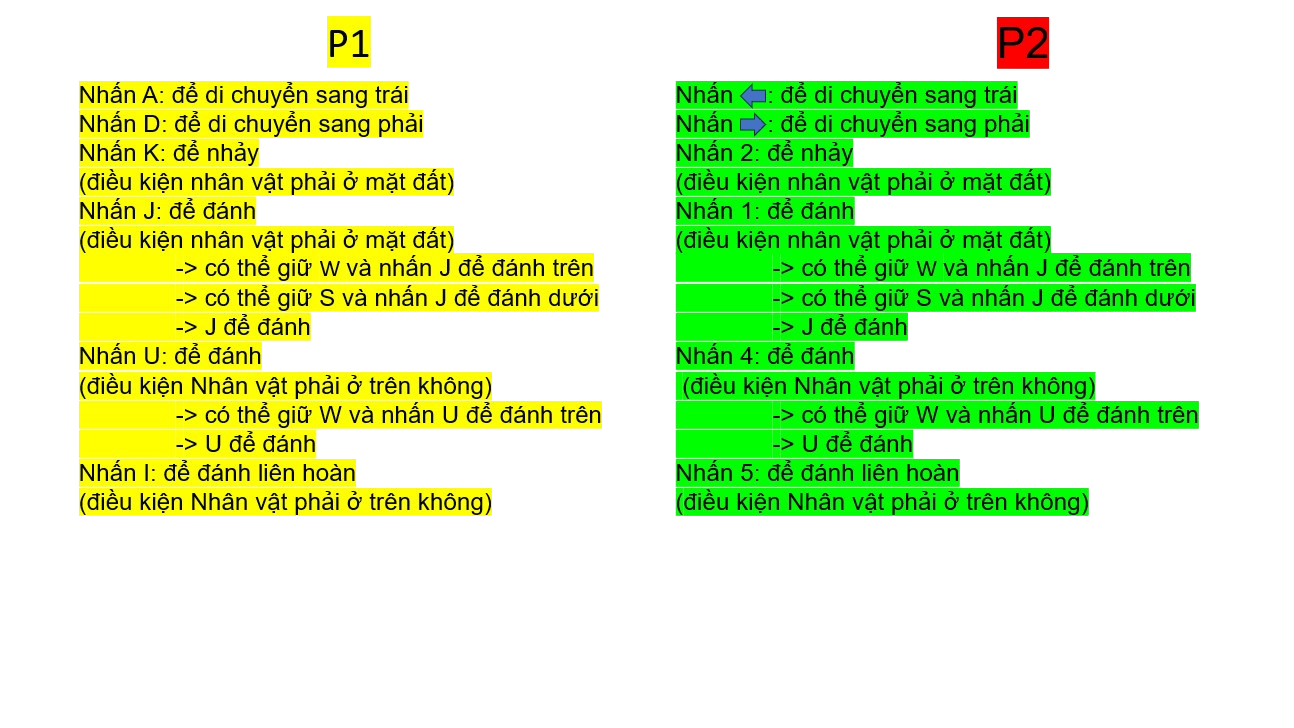 P1
Nhấn A: để di chuyển sang trái
Nhấn D: để di chuyển sang phải
Nhấn K: để nhảy
(điều kiện nhân vật phải ở mặt đất)
Nhấn J: để đánh
(điều kiện nhân vật phải ở mặt đất)
-> có thể giữ W và nhấn J để đánh trên
-> có thể giữ S và nhấn J để đánh dưới
-> J để đánh
Nhấn U: để đánh
(điều kiện Nhân vật phải ở trên không)
-> có thể giữ W và nhấn U để đánh trên
-> U để đánh
Nhấn I: để đánh liên hoàn
(điều kiện Nhân vật phải ở trên không)
P2
Nhấn ⬅: để di chuyển sang trái
Nhấn ➡: để di chuyển sang phải
Nhấn 2: để nhảy
(điều kiện nhân vật phải ở mặt đất)
Nhấn 1: để đánh
(điều kiện nhân vật phải ở mặt đất)
-> có thể giữ W và nhấn J để đánh trên
-> có thể giữ S và nhấn J để đánh dưới
-> J để đánh
Nhấn 4: để đánh
(điều kiện Nhân vật phải ở trên không)
-> có thể giữ W và nhấn U để đánh trên
-> U để đánh
Nhấn 5: để đánh liên hoàn
(điều kiện Nhân vật phải ở trên không)